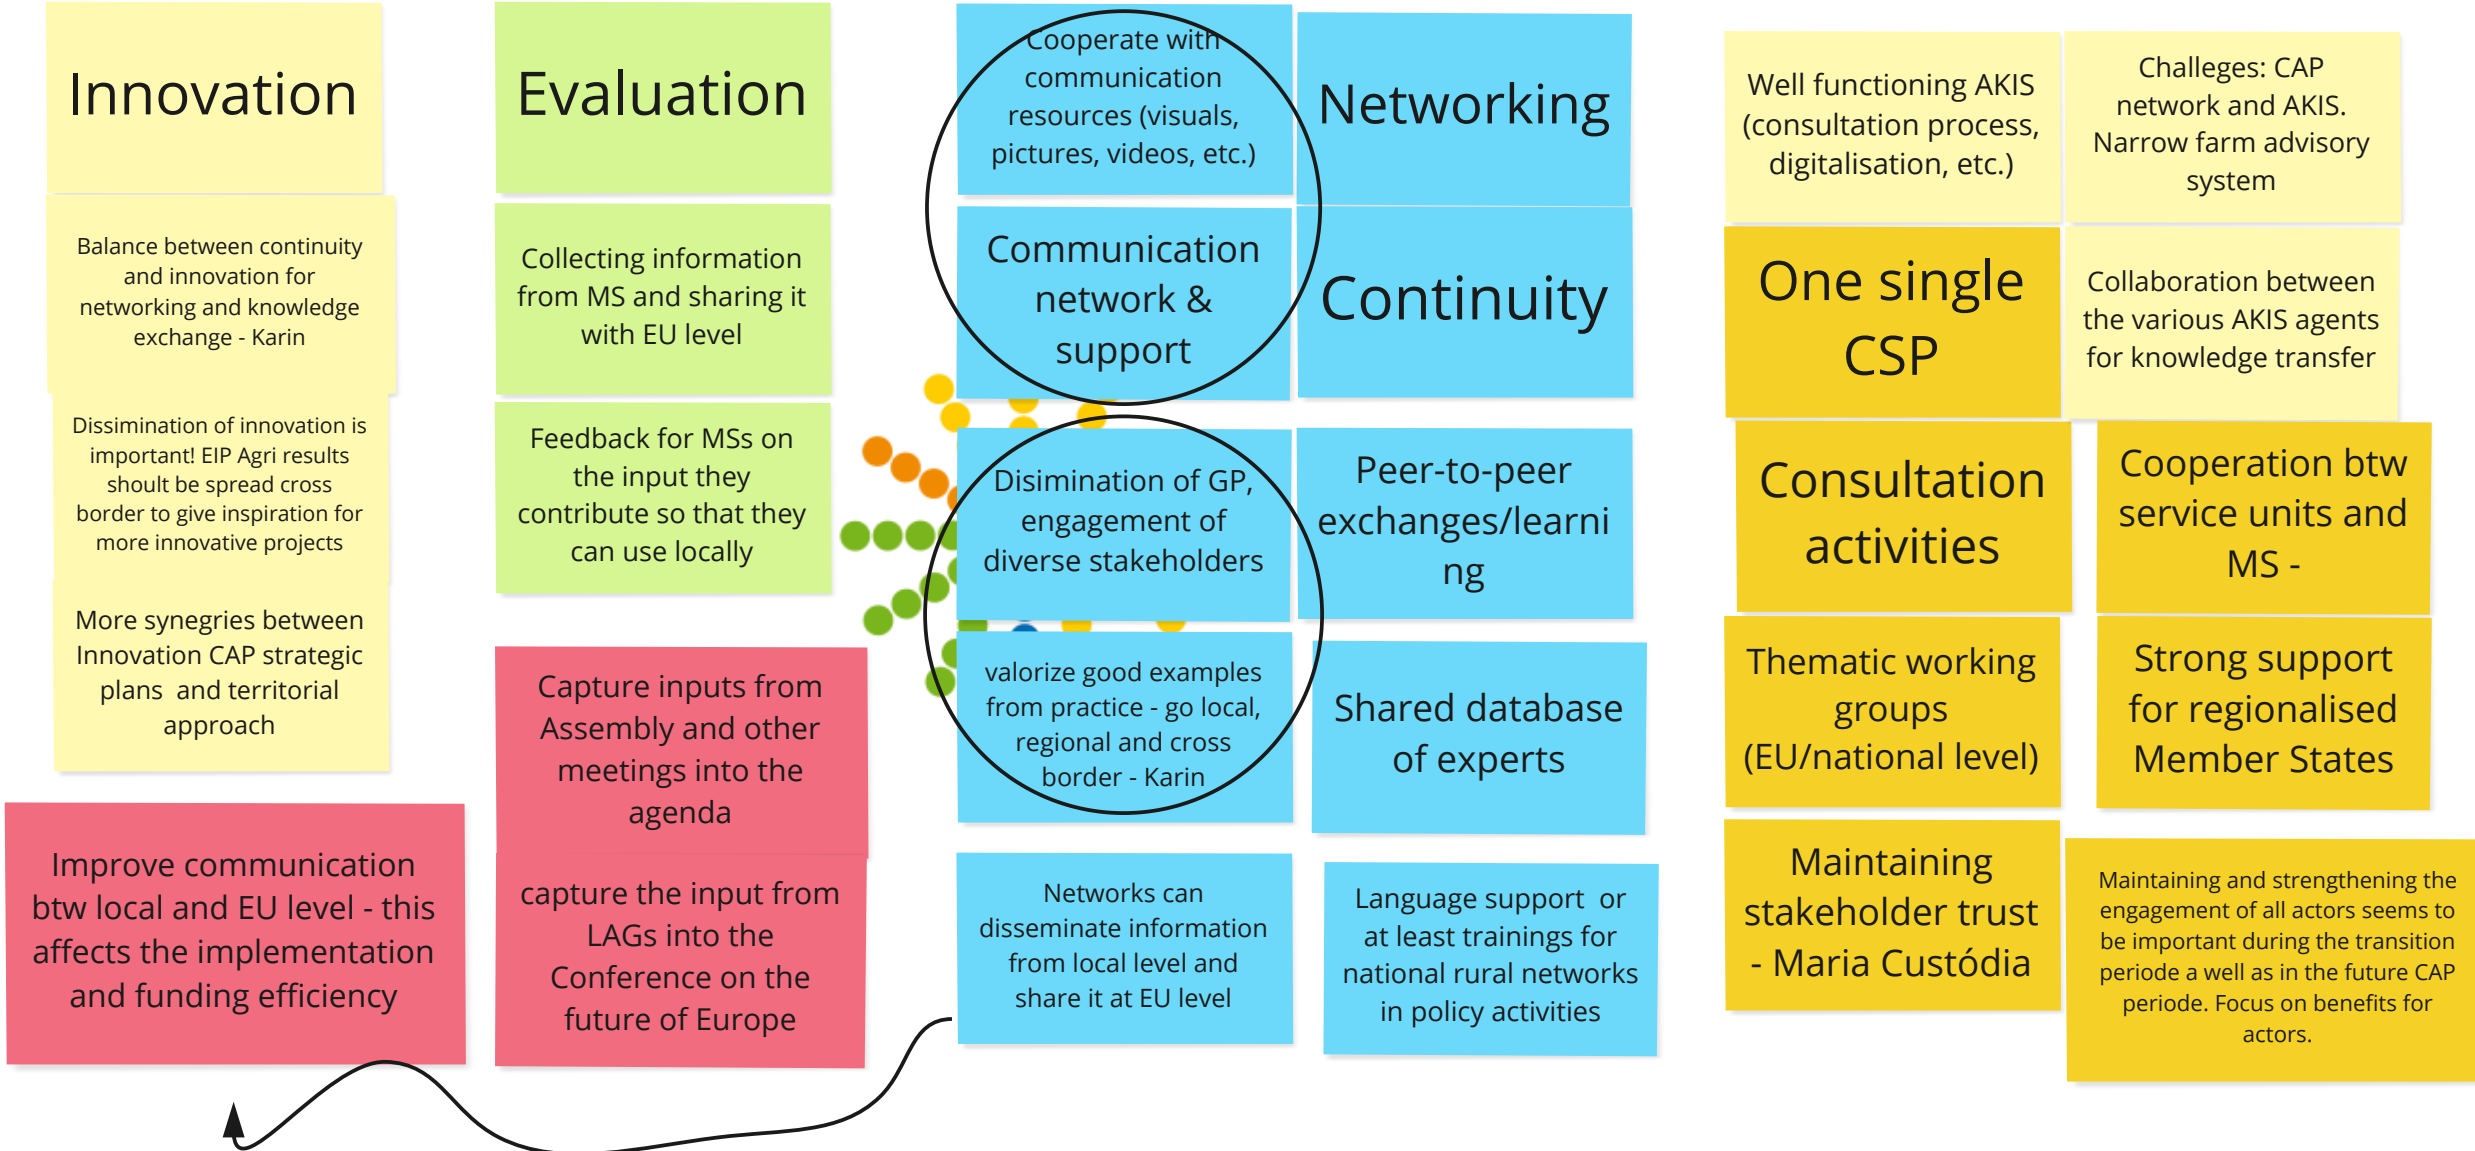 Innovation
Balance between continuity
and innovation for
networking and knowledge
exchange - Karin
Dissimination of innovation is
important! EIP Agri results
shoult be spread cross
border to give inspiration for
more innovative projects
More synegries between
Innovation CAP strategic
plans and territorial
approach
Improve communication
btw local and EU level - this
affects the implementation
and funding efficiency
Evaluation
Collecting information
from MS and sharing it
with EU level
Feedback for MSs on
the input they
contribute so that they
can use locally
Capture inputs from
Assembly and other
meetings into the
agenda
capture the input from
LAGs into the
Conference on the
future of Europe
Cooperate with
communication
resources (visuals,
pictures, videos, etc.)
Communication
network &
support
Disimination of GP,
engagement of
diverse stakeholders
valorize good examples
from practice - go local,
regional and cross
border - Karin
Networks can
disseminate information
from local level and
share it at EU level
Networking
Continuity
Peer-to-peer
exchanges/learni
ng
Shared database
of experts
Language support or
at least trainings for
national rural networks
in policy activities
Well functioning AKIS
(consultation process,
digitalisation, etc.)
One single
CSP
Consultation
activities
Thematic working
groups
(EU/national level)
Maintaining
stakeholder trust
- Maria Custódia
Challeges: CAP
network and AKIS.
Narrow farm advisory
system
Collaboration between
the various AKIS agents
for knowledge transfer
Cooperation btw
service units and
MS -
Strong support
for regionalised
Member States
Maintaining and strengthening the
engagement of all actors seems to
be important during the transition
periode a well as in the future CAP
periode. Focus on benefits for
actors.